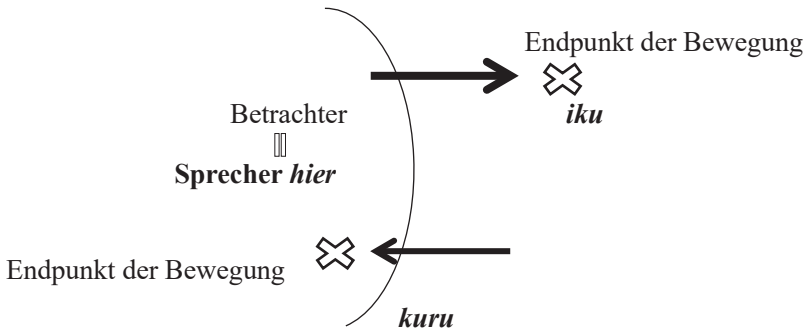 Endpunkt der Bewegung
iku
Betrachter
Sprecher hier
Endpunkt der Bewegung
kuru